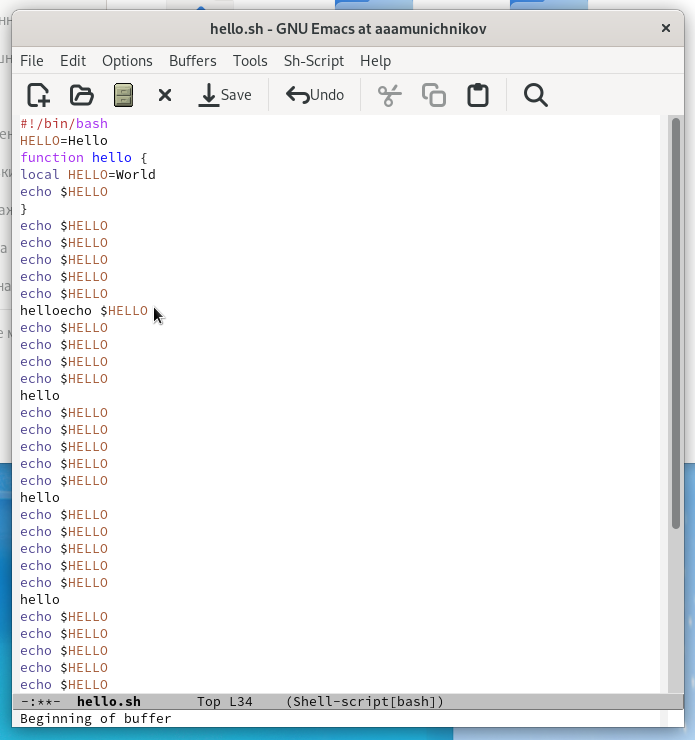 hello.sh - GNU Emacs at aaamunichnikov
File Edit Options Buffers Tools Sh-Script Help
Save Undo
#!/bin/bash
HELLO=Hello
function hello {
local HELLO=World
echo $HELLO
}
echo $HELLO
echo $HELLO
echo $HELLO
echo $HELLO
echo $HELLO
helloecho $HELLO
echo $HELLO
echo $HELLO
echo $HELLO
echo $HELLO
hello
echo $HELLO
echo $HELLO
echo $HELLO
echo $HELLO
echo $HELLO
hello
echo $HELLO
echo $HELLO
echo $HELLO
echo $HELLO
echo $HELLO
hello
echo $HELLO
echo $HELLO
echo $HELLO
echo $HELLO
echo $HELLO
-:**- hello.sh Top L34 (Shell-script[bash])
Beginning of buffer